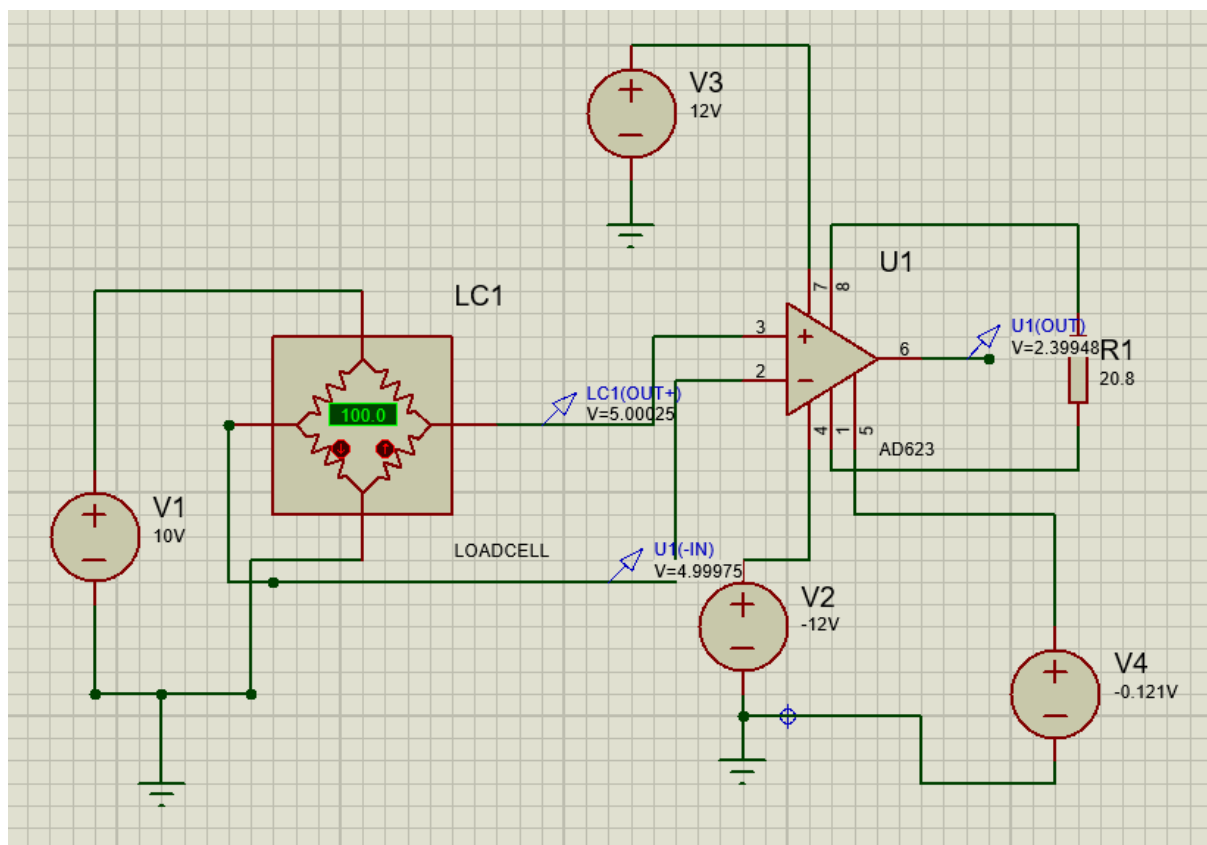 V3
12V
U1
7
8
LC1
3
+
2
−
6
U1(OUT)
V=2.39948
R1
20.8
100.0
LC1(OUT+)
V=5.00025
4
1
5
AD623
V1
10V
LOADCELL
U1(-IN)
V=4.99975
V2
-12V
V4
-0.121V